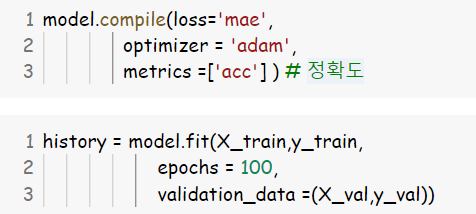 1 model.compile(loss='mae',
2 optimizer = 'adam',
3 metrics =['acc'] ) # 정확도
1 history = model.fit(X_train,y_train,
2 epochs = 100,
3 validation_data =(X_val,y_val))